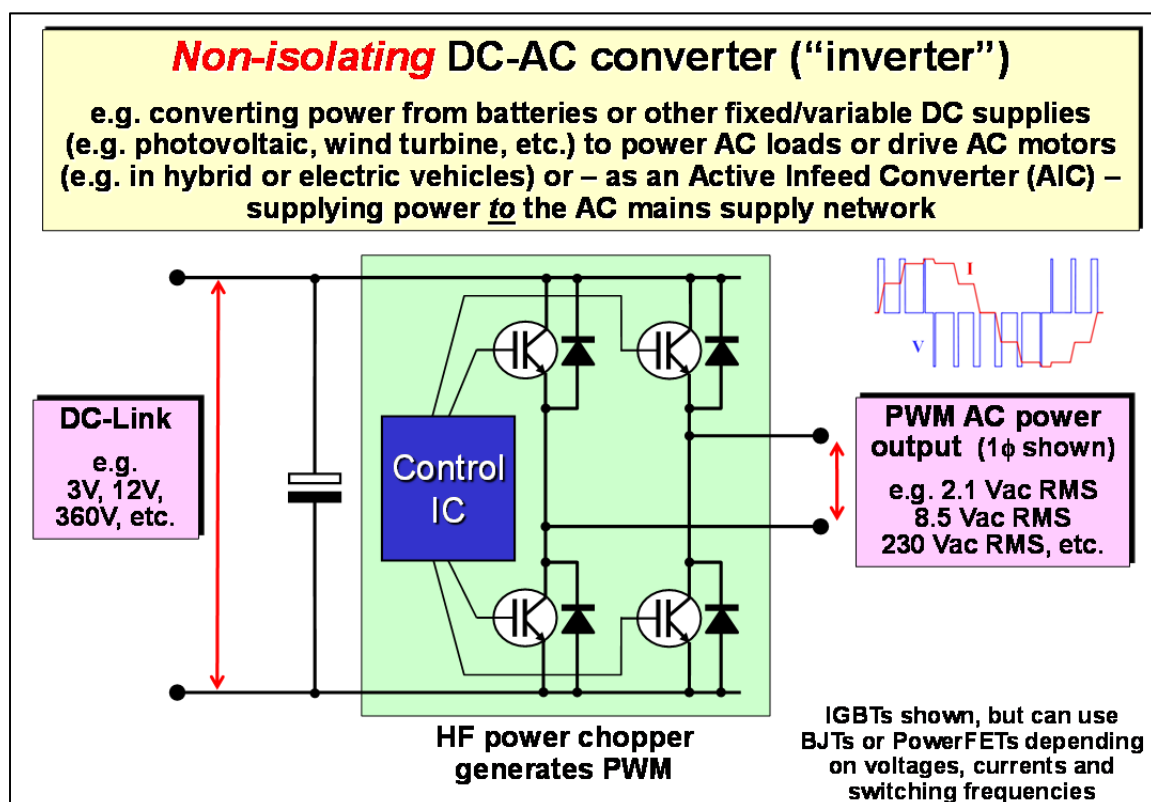 Non-isolating DC-AC converter (“inverter”)
e.g. converting power from batteries or other fixed/variable DC supplies
(e.g. photovoltaic, wind turbine, etc.) to power AC loads or drive AC motors
(e.g. in hybrid or electric vehicles) or – as an Active Infeed Converter (AIC) –
supplying power to the AC mains supply network
I
V
DC-Link
e.g.
3V, 12V,
360V, etc.
Control
IC
PWM AC power
output (1ϕ shown)
e.g. 2.1 Vac RMS
8.5 Vac RMS
230 Vac RMS, etc.
HF power chopper
generates PWM
IGBTs shown, but can use
BJTs or PowerFETs depending
on voltages, currents and
switching frequencies